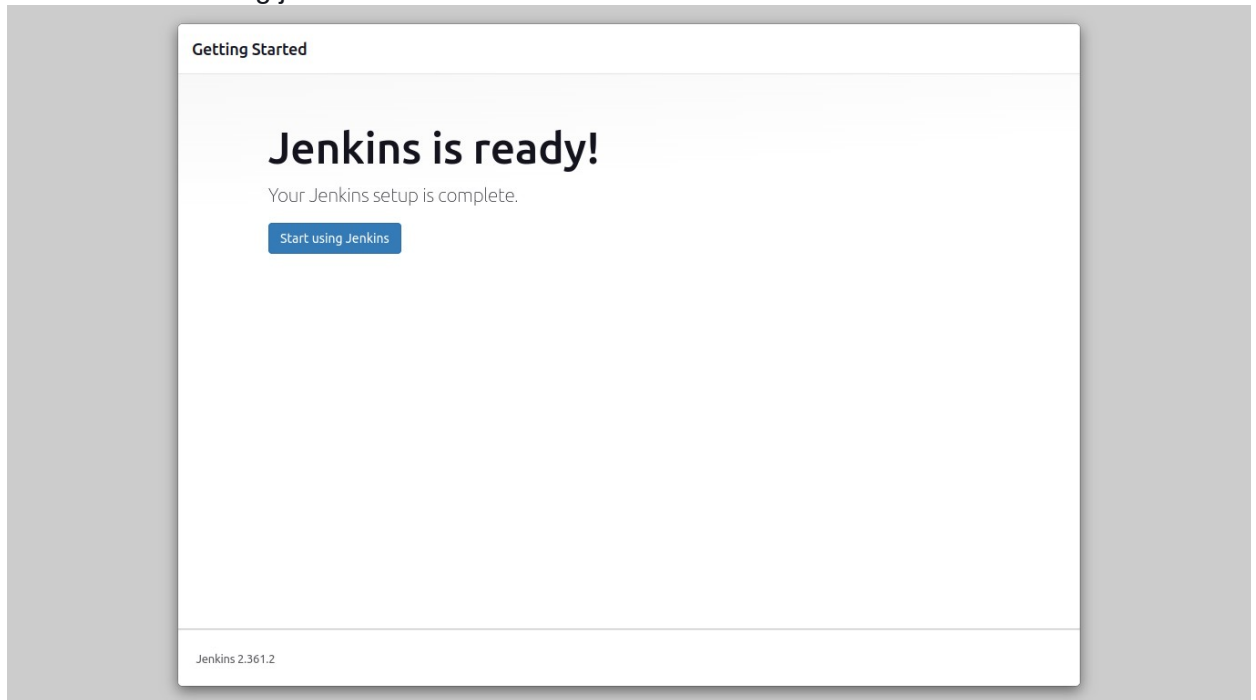 Getting Started
Jenkins is ready!
Your Jenkins setup is complete.
Start using Jenkins
Jenkins 2.361.2